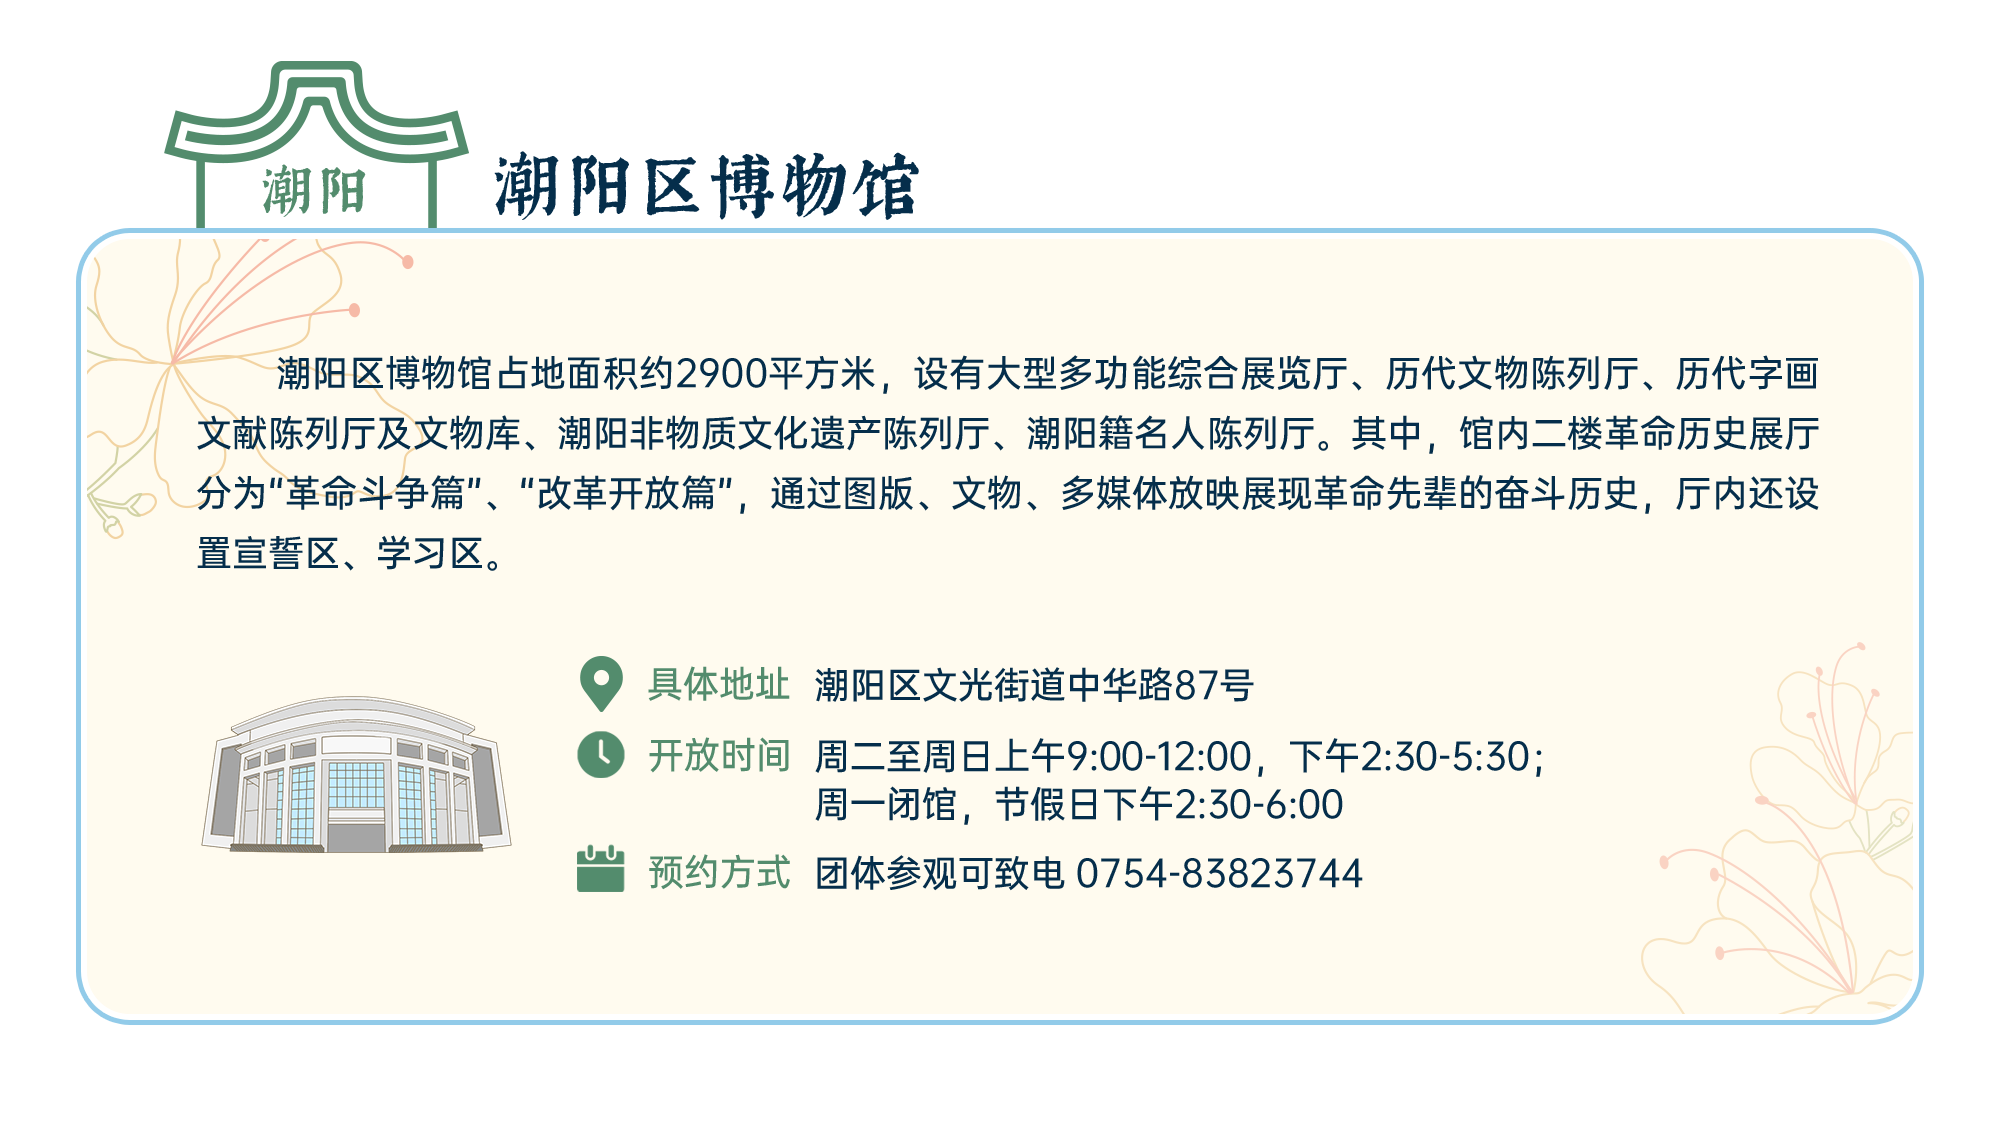 潮阳
潮阳区博物馆
潮阳区博物馆占地面积约2900平方米，设有大型多功能综合展览厅、历代文物陈列厅、历代字画
文献陈列厅及文物库、潮阳非物质文化遗产陈列厅、潮阳籍名人陈列厅。其中，馆内二楼革命历史展厅
分为“革命斗争篇”、“改革开放篇”，通过图版、文物、多媒体放映展现革命先辈的奋斗历史，厅内还设
置宣誓区、学习区。
具体地址 潮阳区文光街道中华路87号
开放时间 周二至周日上午9:00-12:00，下午2:30-5:30；
周一闭馆，节假日下午2:30-6:00
预约方式 团体参观可致电 0754-83823744